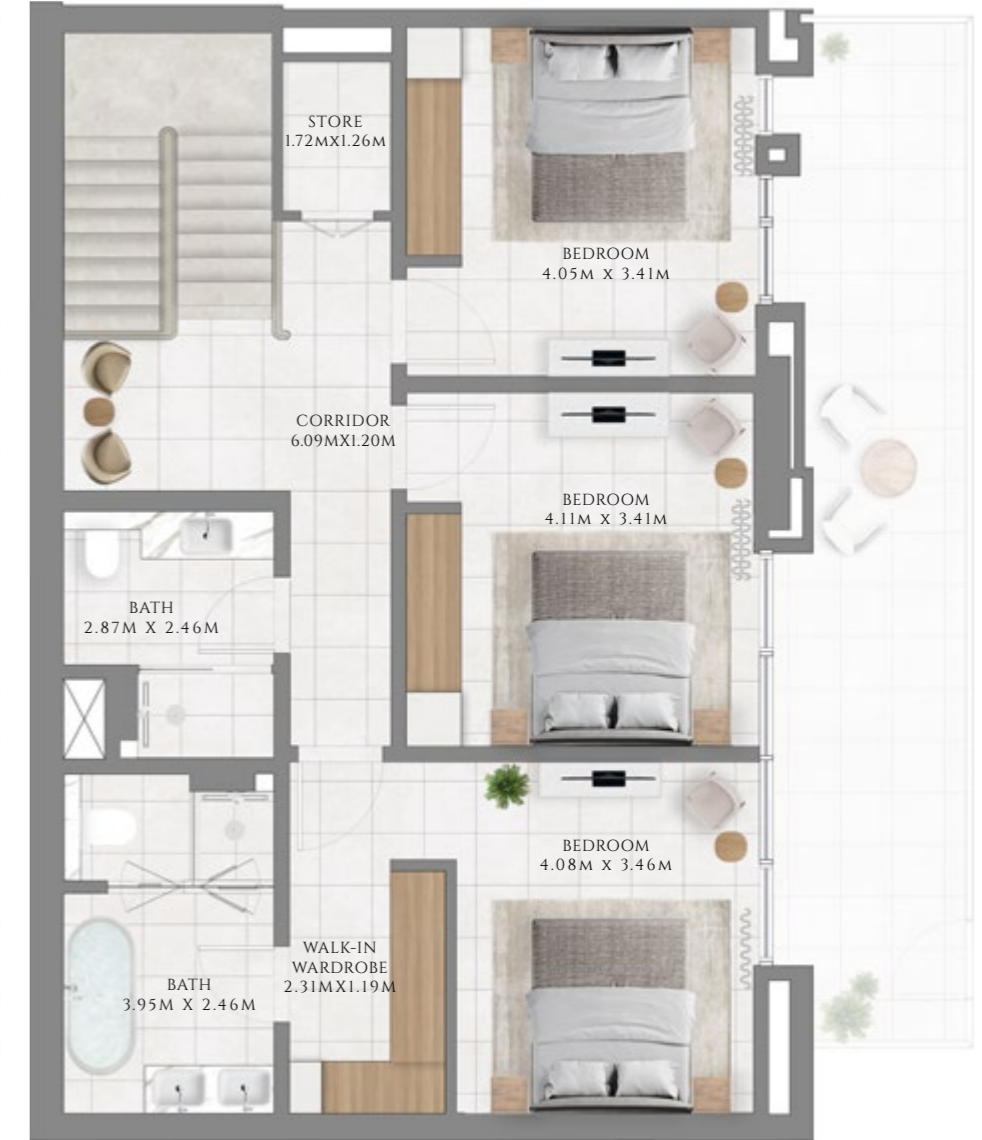 STORE
1.72MX1.26M
BEDROOM
4.05M X 3.41M
CORRIDOR
6.09MX1.20M
BEDROOM
4.11M X 3.41M
BATH
2.87M X 2.46M
BEDROOM
4.08M X 3.46M
WALK-IN
WARDROBE
2.31MX1.19M
BATH
3.95M X 2.46M